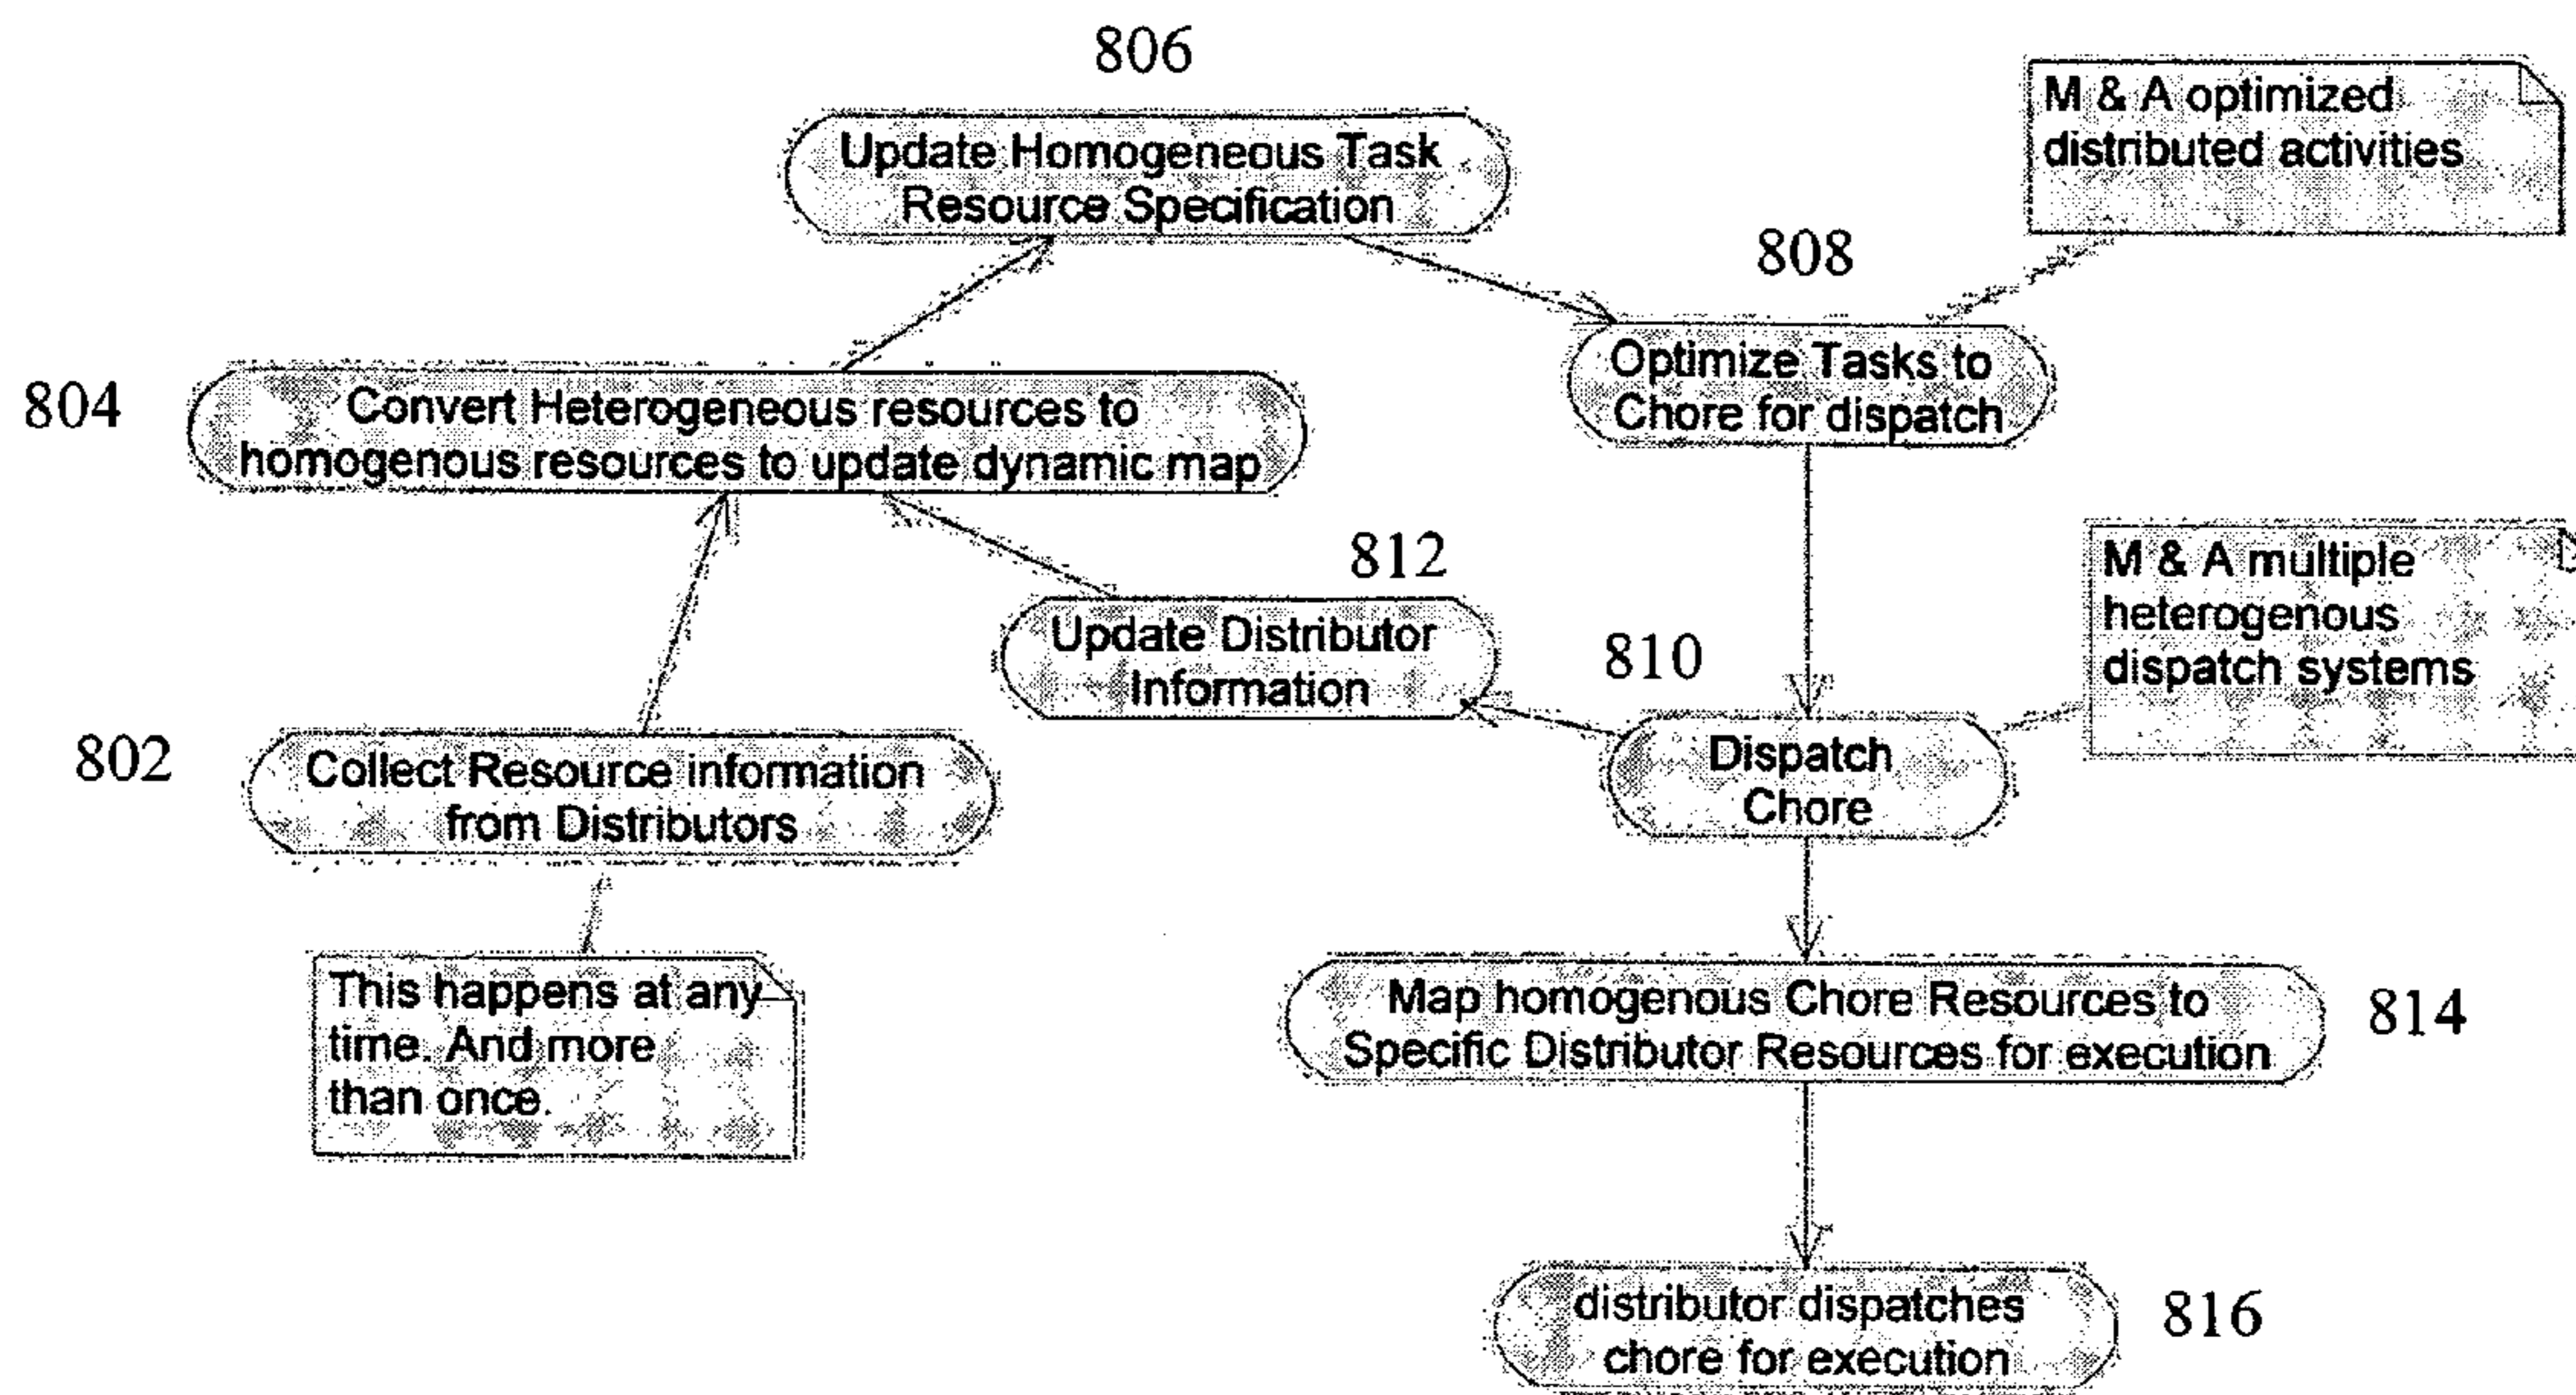 806
Update Homogeneous Task
Resource Specification
M & A optimized
distributed activities
808
Optimize Tasks to
Chore for dispatch
804
Convert Heterogeneous resources to
homogenous resources to update dynamic map
812
Update Distributor
Information
810
Dispatch
Chore
M & A multiple
heterogenous
dispatch systems
802
Collect Resource information
from Distributors
This happens at any
time. And more
than once.
Map homogenous Chore Resources to
Specific Distributor Resources for execution
814
distributor dispatches
chore for execution
816